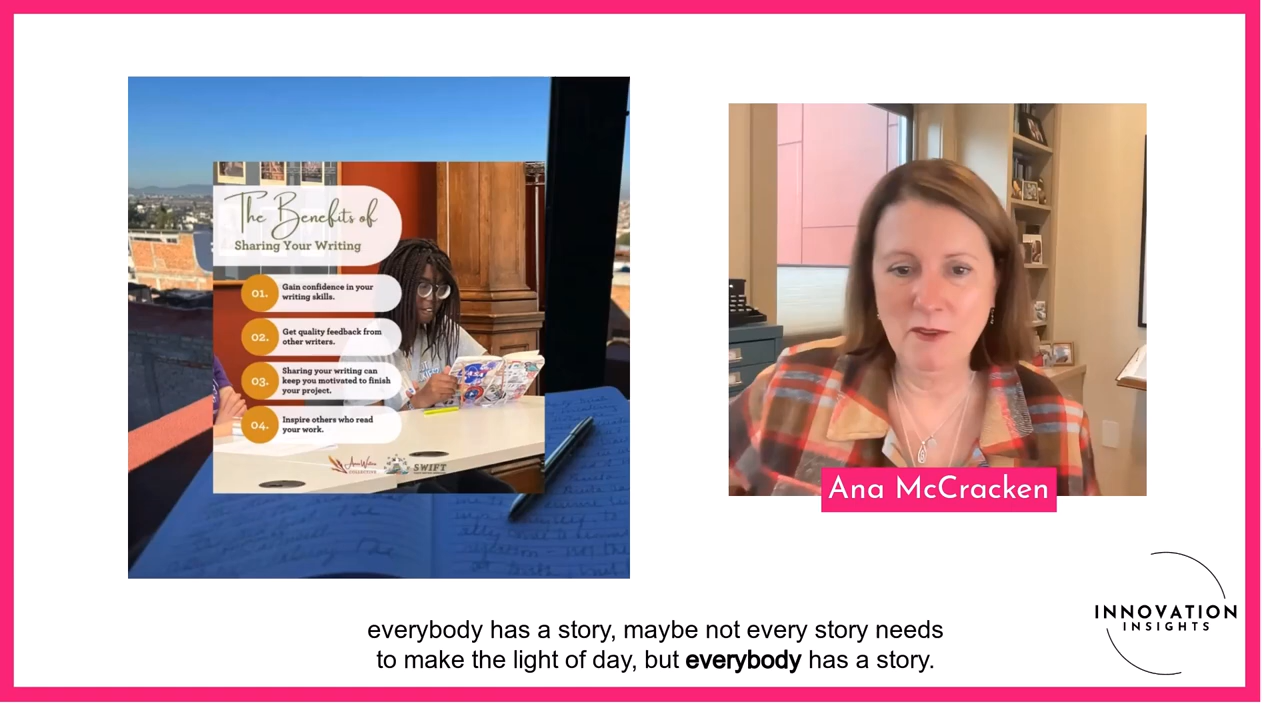 The Benefits of
Sharing Your Writing
01.
Gain confidence in your
writing skills.
02.
Get quality feedback from
other writers.
03.
Sharing your writing can
keep you motivated to finish
your project.
04.
Inspire others who read
your work.
COLLECTIVE
SWIFT
Ana McCracken
everybody has a story, maybe not every story needs
to make the light of day, but everybody has a story.
INNOVATION
INSIGHTS